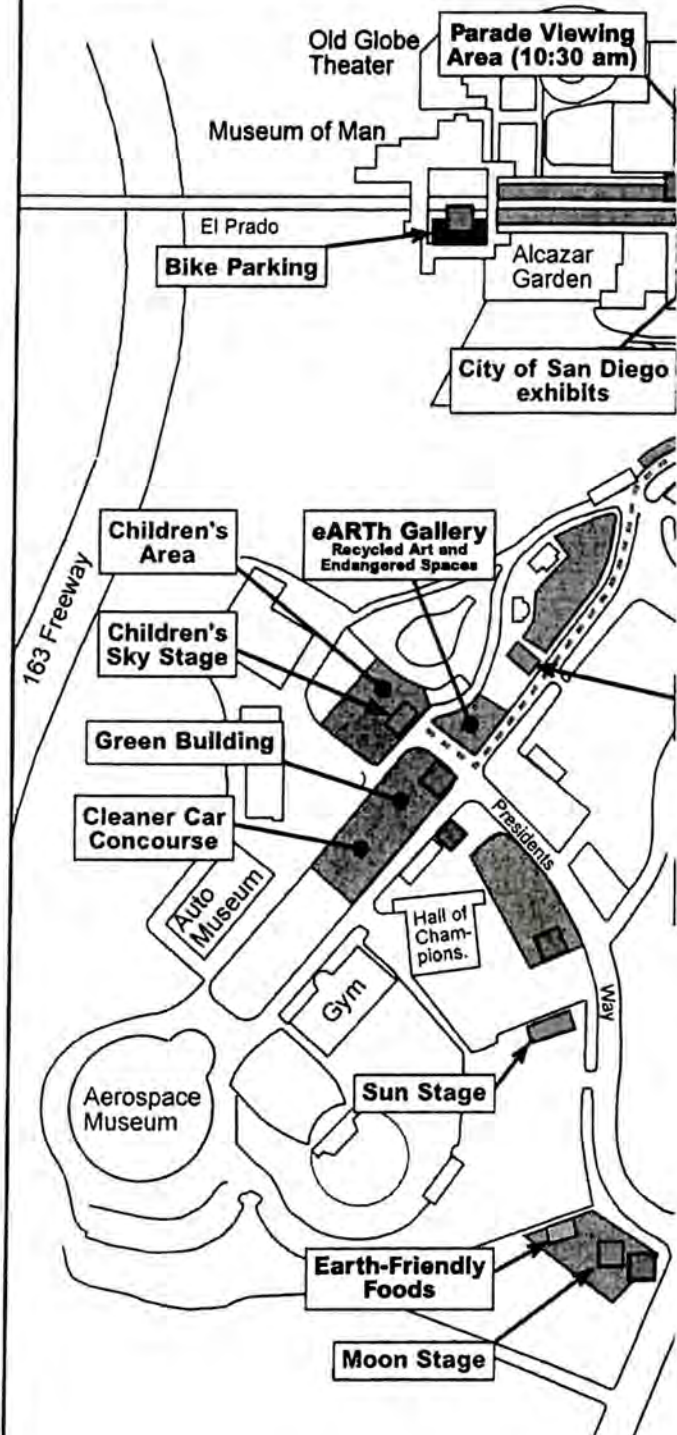 Old Globe
Theater
Parade Viewing
Area (10:30 am)
Museum of Man
El Prado
Bike Parking
Alcazar
Garden
City of San Diego
exhibits
163 Freeway
Children's
Area
eARTh Gallery
Recycled Art and
Endangered Spaces
Children's
Sky Stage
Green Building
Cleaner Car
Concourse
Presidents
Way
Auto
Museum
Hall of
Cham-
pions.
Gym
Sun Stage
Aerospace
Museum
Earth-Friendly
Foods
Moon Stage